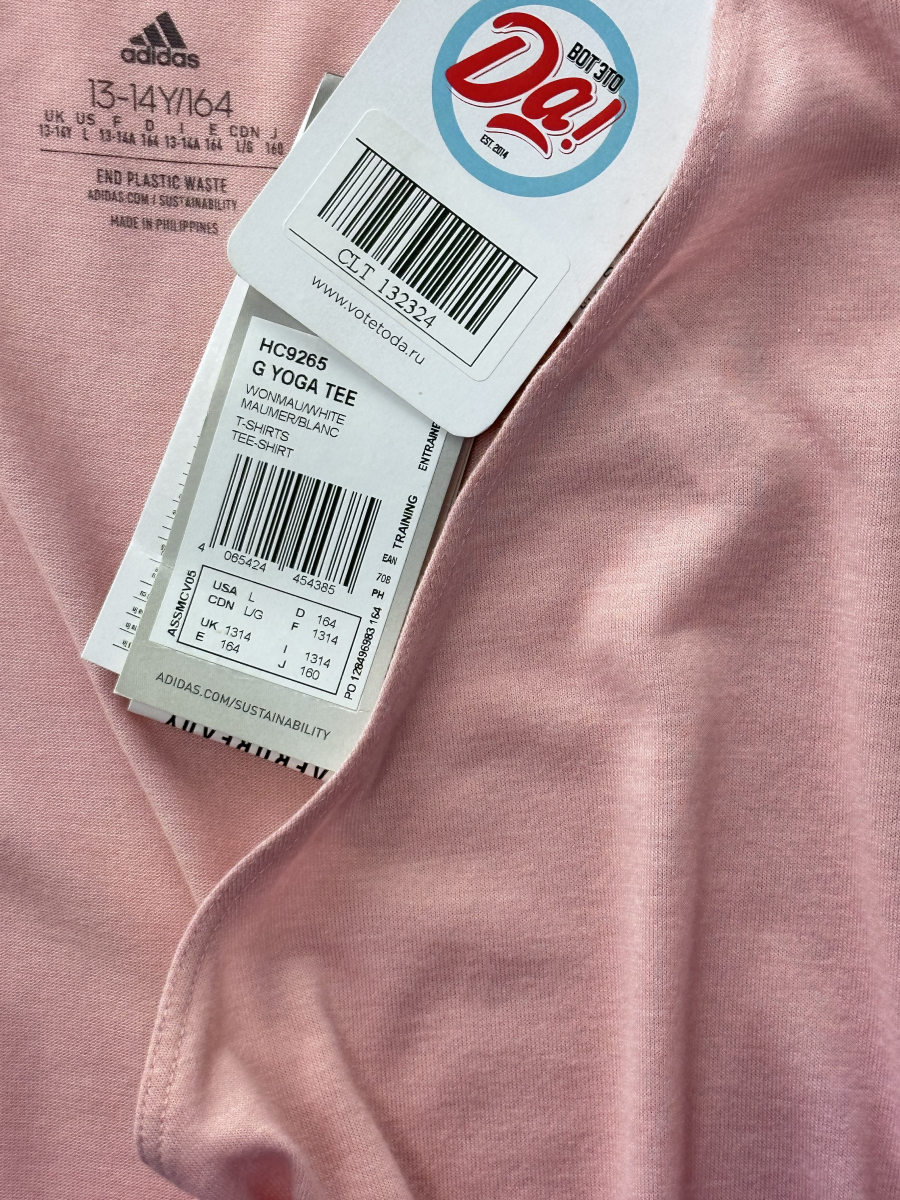 adidas
13-14Y/164
UK US F D I E CDN J
13-14Y L 13-14A 164 13-14A 164 L/G 160
END PLASTIC WASTE
ADIDAS.COM / SUSTAINABILITY
MADE IN PHILIPPINES
ВОТ ЭТО
Да!
EST. 2014
CLT 132324
www.votetoda.ru
HC9265
G YOGA TEE
WONMAU/WHITE
MAUMER/BLANC
T-SHIRTS
TEE-SHIRT
TRAINING
4 065424 454385
EAN
708
PH
ASSMCV05
USA L D 164
CDN L/G F 1314
UK 1314 I 1314
E 164 J 160
PO 128496983 164
ADIDAS.COM/SUSTAINABILITY
AEROREADY